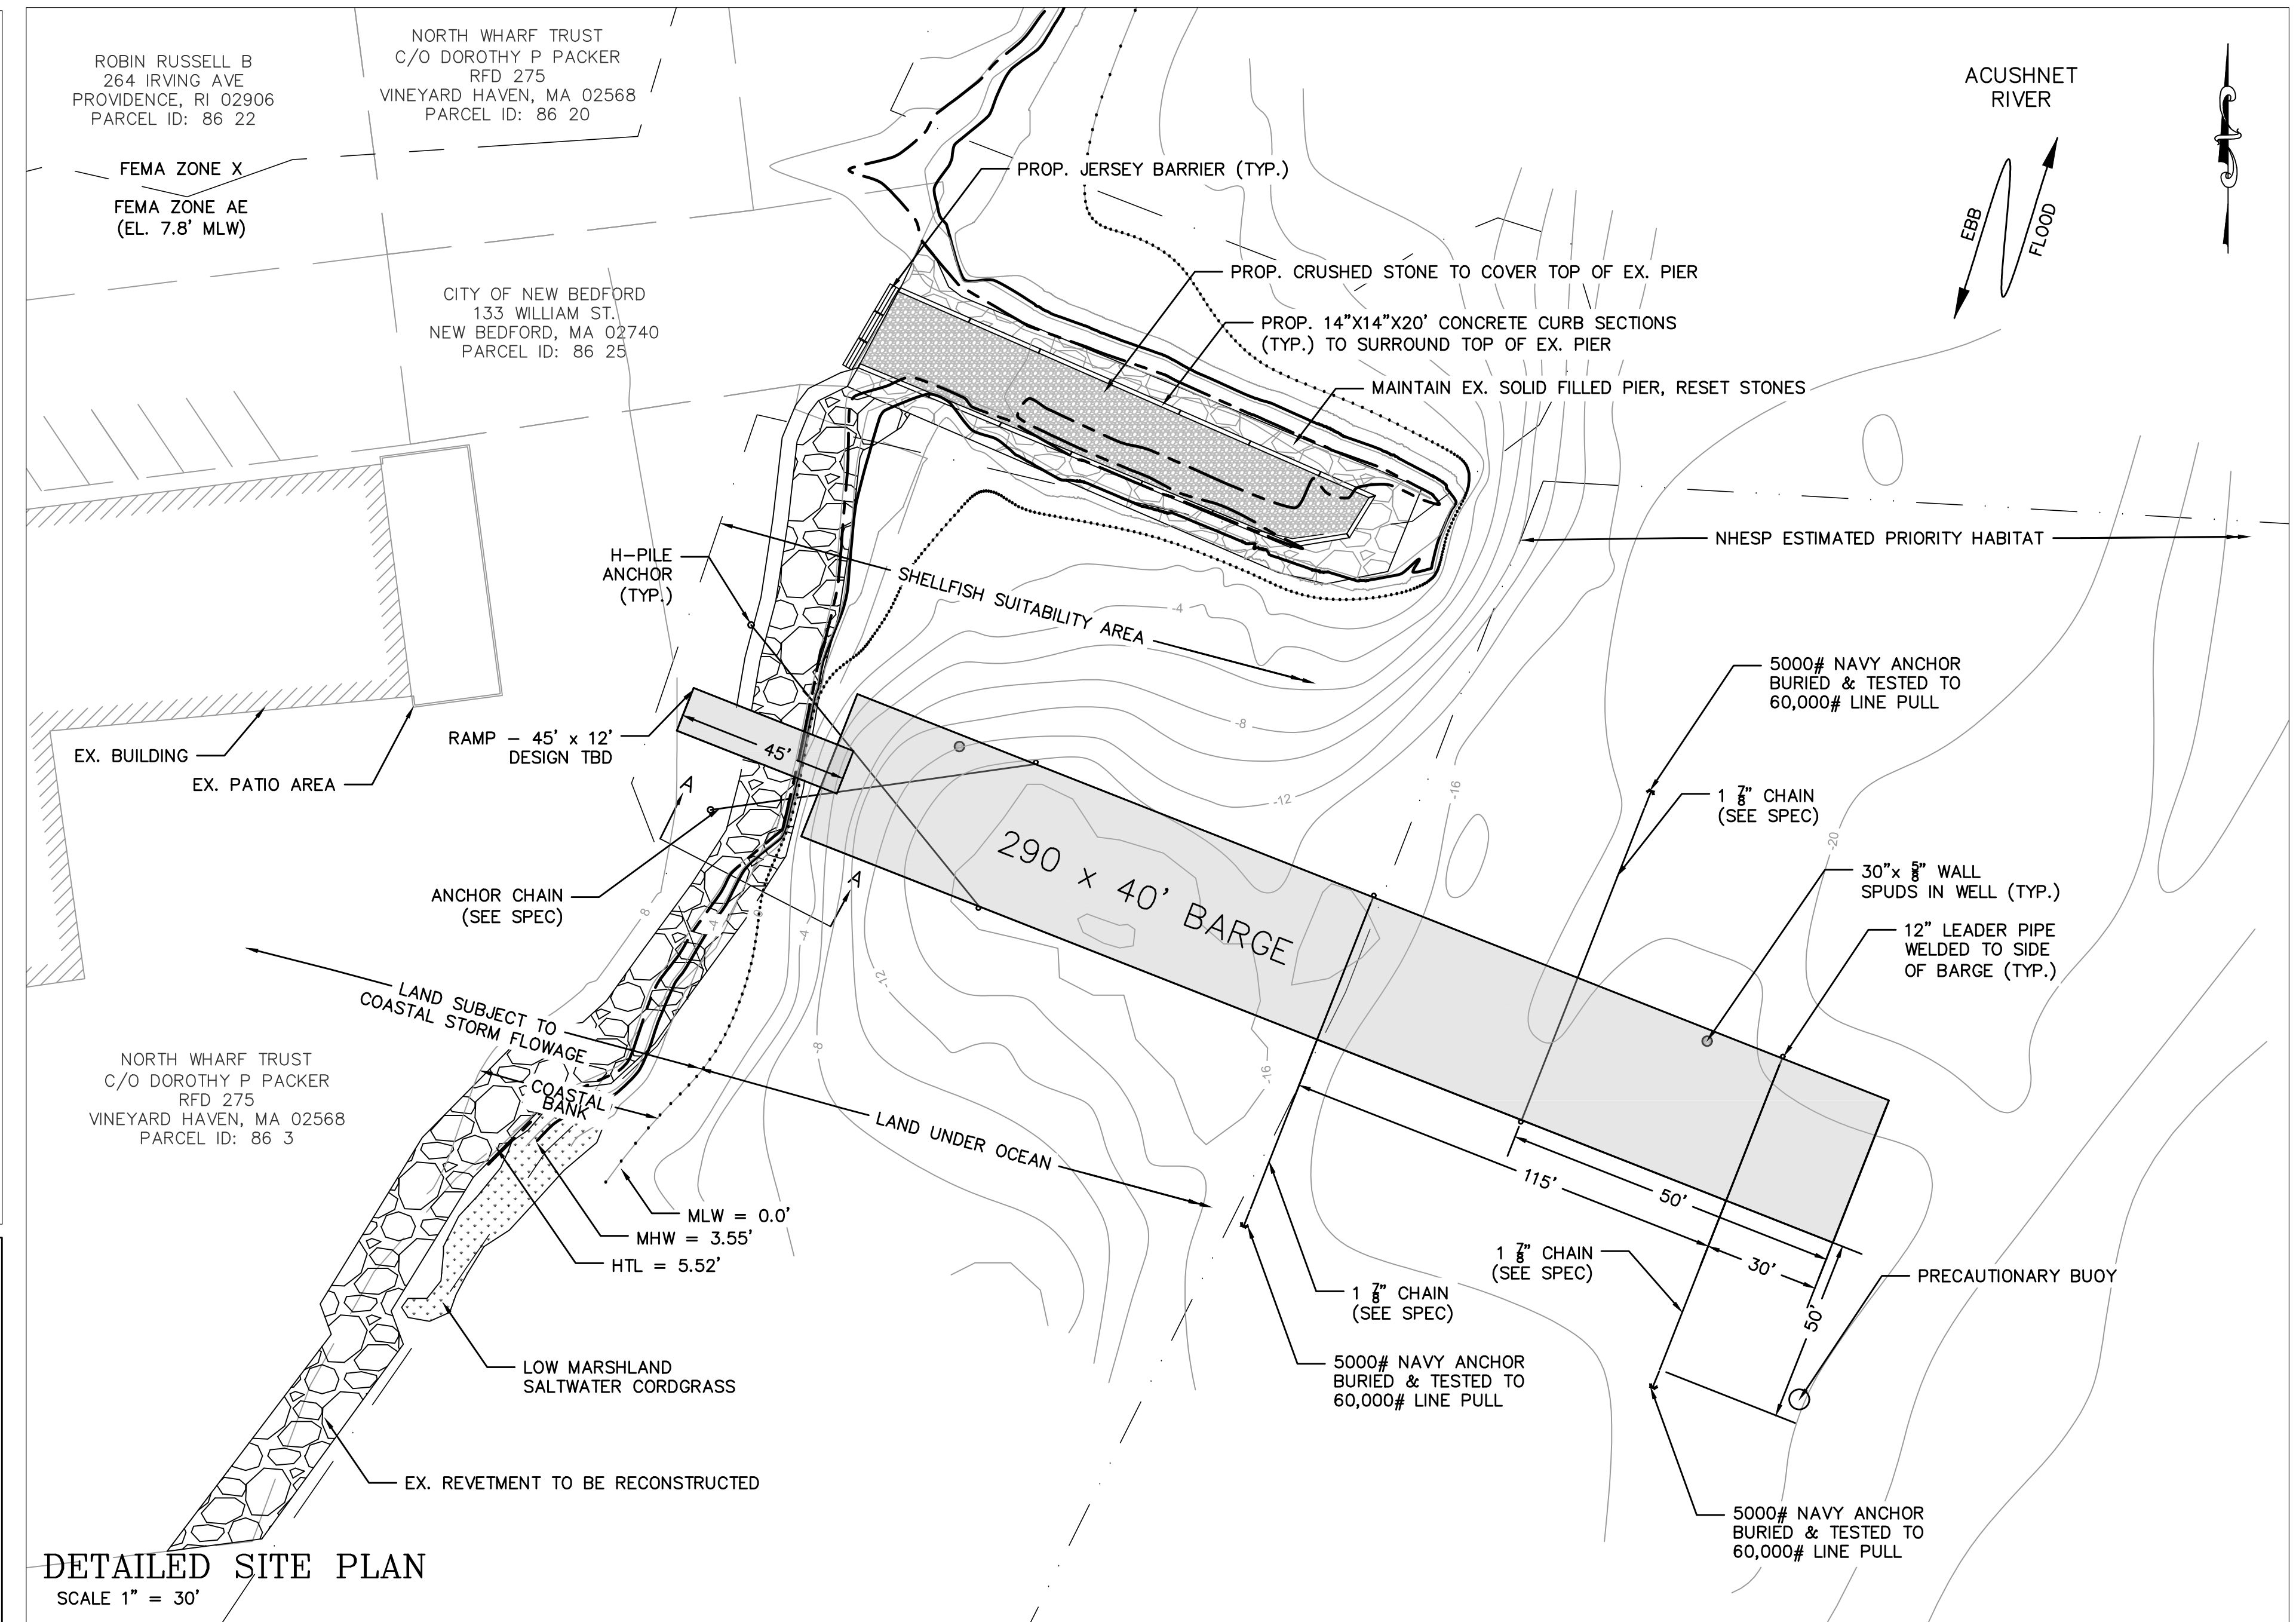 ROBIN RUSSELL B
264 IRVING AVE
PROVIDENCE, RI 02906
PARCEL ID: 86 22
NORTH WHARF TRUST
C/O DOROTHY P PACKER
RFD 275
VINEYARD HAVEN, MA 02568
PARCEL ID: 86 20
FEMA ZONE X
FEMA ZONE AE
(EL. 7.8' MLW)
ACUSHNET
RIVER
EBB
FLOOD
PROP. JERSEY BARRIER (TYP.)
PROP. CRUSHED STONE TO COVER TOP OF EX. PIER
PROP. 14"X14"X20' CONCRETE CURB SECTIONS
(TYP.) TO SURROUND TOP OF EX. PIER
MAINTAIN EX. SOLID FILLED PIER, RESET STONES
CITY OF NEW BEDFORD
133 WILLIAM ST.
NEW BEDFORD, MA 02740
PARCEL ID: 86 25
NHESP ESTIMATED PRIORITY HABITAT
H-PILE
ANCHOR
(TYP.)
SHELLFISH SUITABILITY AREA
-4
-8
-12
-16
-20
5000# NAVY ANCHOR
BURIED & TESTED TO
60,000# LINE PULL
1 7/8" CHAIN
(SEE SPEC)
RAMP - 45' x 12'
DESIGN TBD
45'
EX. BUILDING
EX. PATIO AREA
A
A
290 x 40' BARGE
30"x 5/8" WALL
SPUDS IN WELL (TYP.)
12" LEADER PIPE
WELDED TO SIDE
OF BARGE (TYP.)
ANCHOR CHAIN
(SEE SPEC)
8
-4
0
-4
-12
-8
-16
LAND SUBJECT TO
COASTAL STORM FLOWAGE
COASTAL
BANK
LAND UNDER OCEAN
NORTH WHARF TRUST
C/O DOROTHY P PACKER
RFD 275
VINEYARD HAVEN, MA 02568
PARCEL ID: 86 3
115'
50'
30'
50'
MLW = 0.0'
MHW = 3.55'
HTL = 5.52'
1 7/8" CHAIN
(SEE SPEC)
1 7/8" CHAIN
(SEE SPEC)
PRECAUTIONARY BUOY
5000# NAVY ANCHOR
BURIED & TESTED TO
60,000# LINE PULL
LOW MARSHLAND
SALTWATER CORDGRASS
EX. REVETMENT TO BE RECONSTRUCTED
5000# NAVY ANCHOR
BURIED & TESTED TO
60,000# LINE PULL
DETAILED SITE PLAN
SCALE 1" = 30'